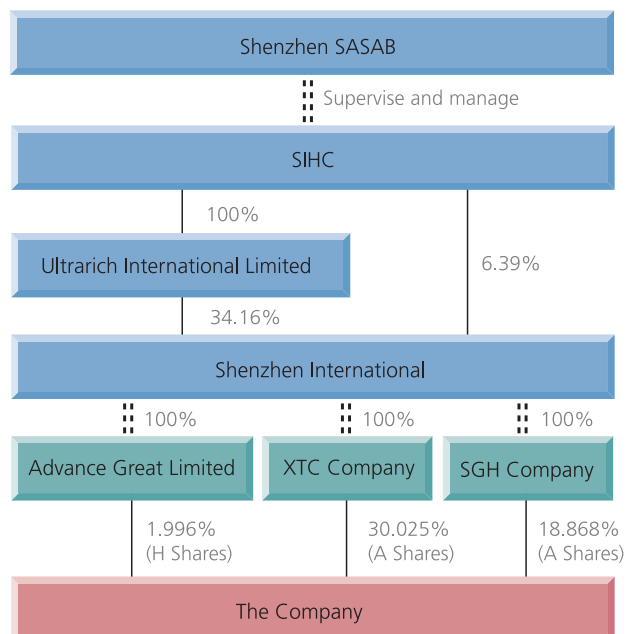 Shenzhen SASAB
Supervise and manage
SIHC
100%
Ultrarich International Limited
6.39%
34.16%
Shenzhen International
100%
100%
100%
Advance Great Limited
XTC Company
SGH Company
1.996%
(H Shares)
30.025%
(A Shares)
18.868%
(A Shares)
The Company